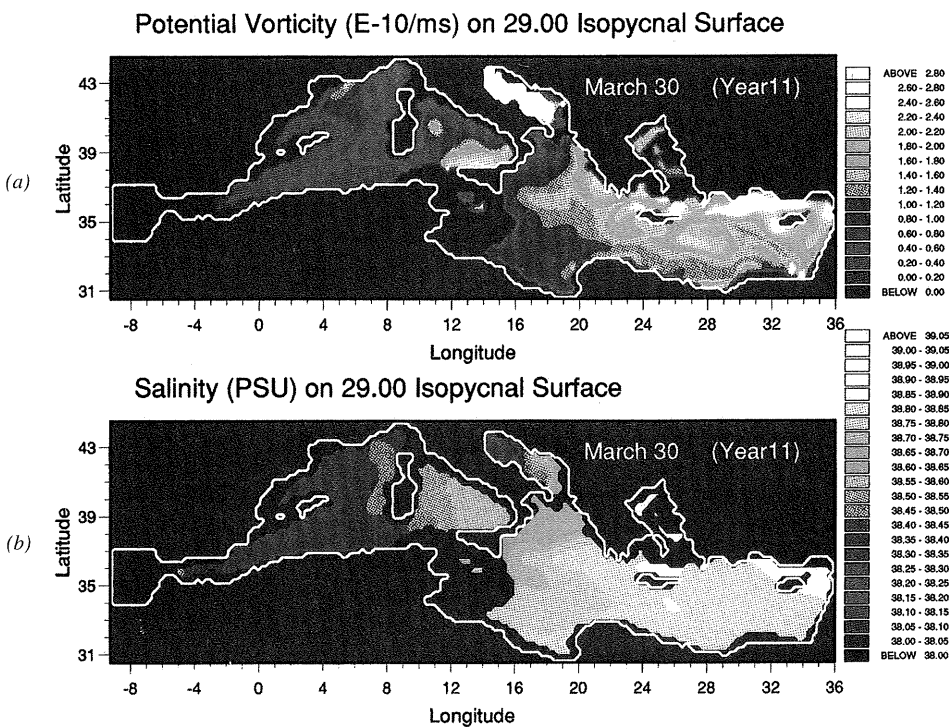 Potential Vorticity (E-10/ms) on 29.00 Isopycnal Surface
March 30 (Year11)
(a)
Latitude
43
39
35
31
-8 -4 0 4 8 12 16 20 24 28 32 36
Longitude
ABOVE 2.80
2.60 - 2.80
2.40 - 2.60
2.20 - 2.40
2.00 - 2.20
1.80 - 2.00
1.60 - 1.80
1.40 - 1.60
1.20 - 1.40
1.00 - 1.20
0.80 - 1.00
0.60 - 0.80
0.40 - 0.60
0.20 - 0.40
0.00 - 0.20
BELOW 0.00
Salinity (PSU) on 29.00 Isopycnal Surface
March 30 (Year11)
(b)
Latitude
43
39
35
31
-8 -4 0 4 8 12 16 20 24 28 32 36
Longitude
ABOVE 39.05
39.00 - 39.05
38.95 - 39.00
38.90 - 38.95
38.85 - 38.90
38.80 - 38.85
38.75 - 38.80
38.70 - 38.75
38.65 - 38.70
38.60 - 38.65
38.55 - 38.60
38.50 - 38.55
38.45 - 38.50
38.40 - 38.45
38.35 - 38.40
38.30 - 38.35
38.25 - 38.30
38.20 - 38.25
38.15 - 38.20
38.10 - 38.15
38.05 - 38.10
38.00 - 38.05
BELOW 38.00